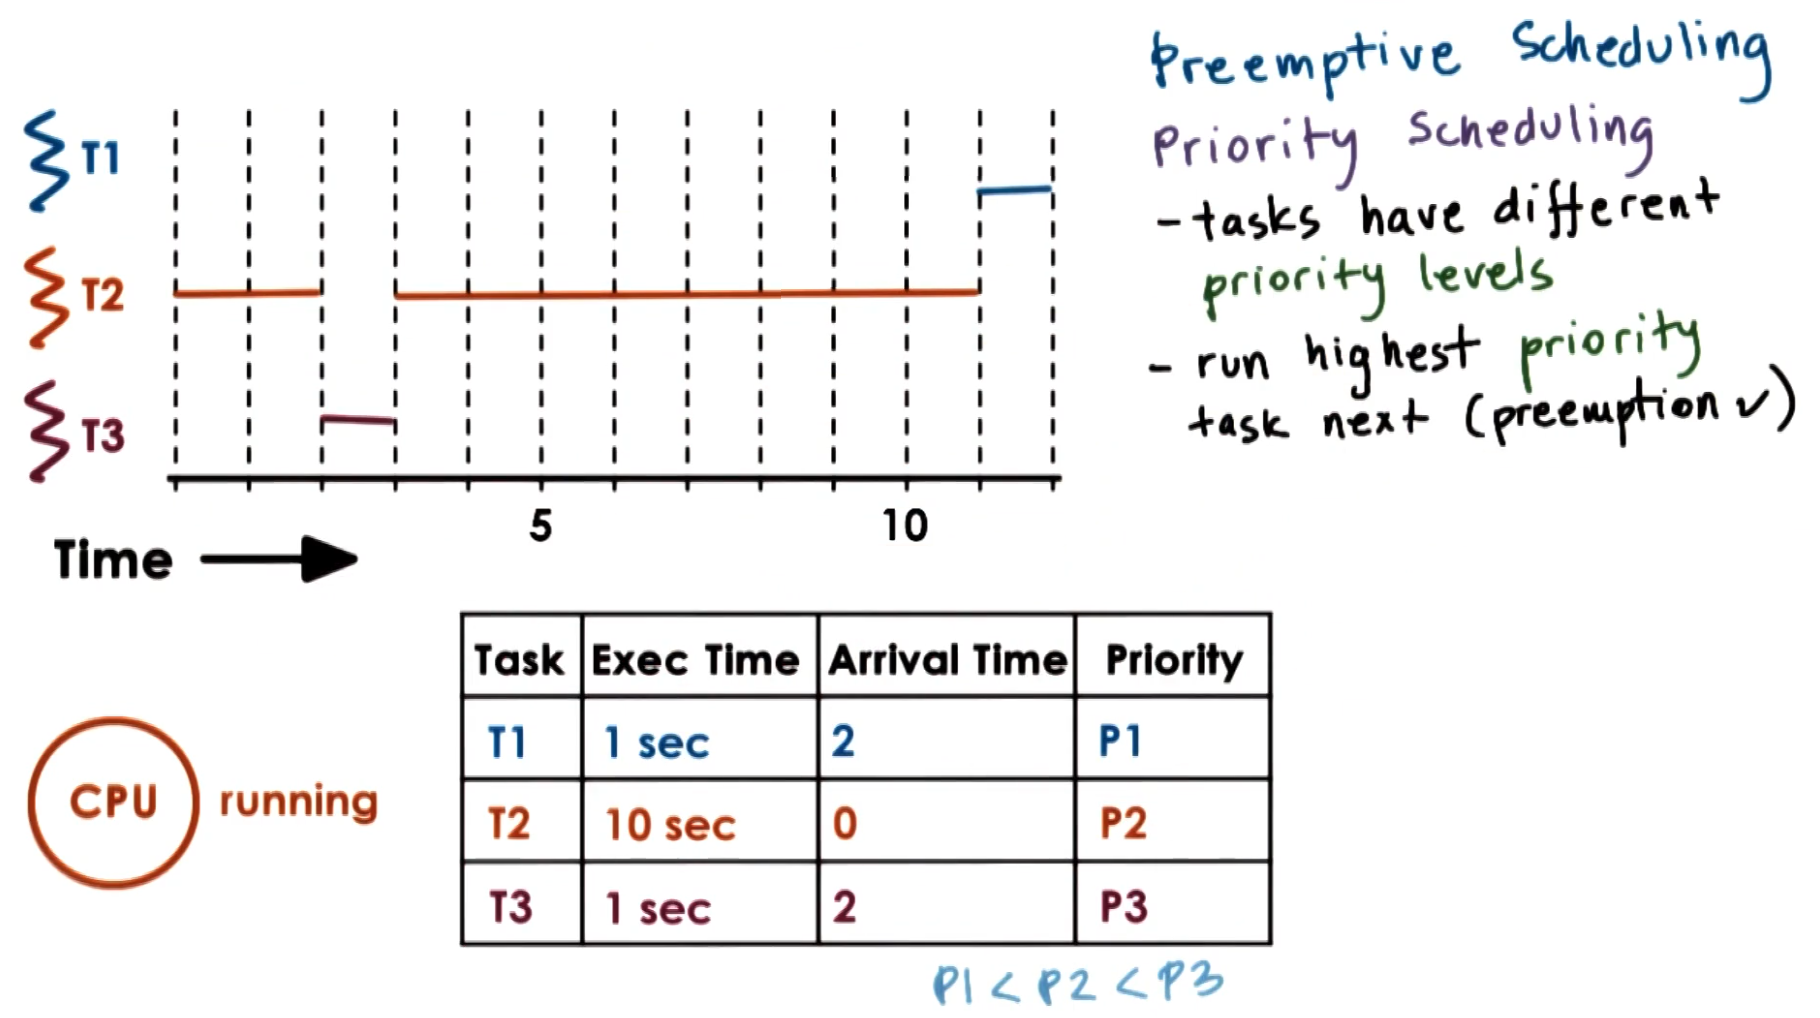 Preemptive Scheduling
Priority Scheduling
- tasks have different
priority levels
- run highest priority
task next (preemption ✓)
T1
T2
T3
5 10
Time
Task Exec Time Arrival Time Priority
T1 1 sec 2 P1
T2 10 sec 0 P2
T3 1 sec 2 P3
P1 < P2 < P3
CPU running